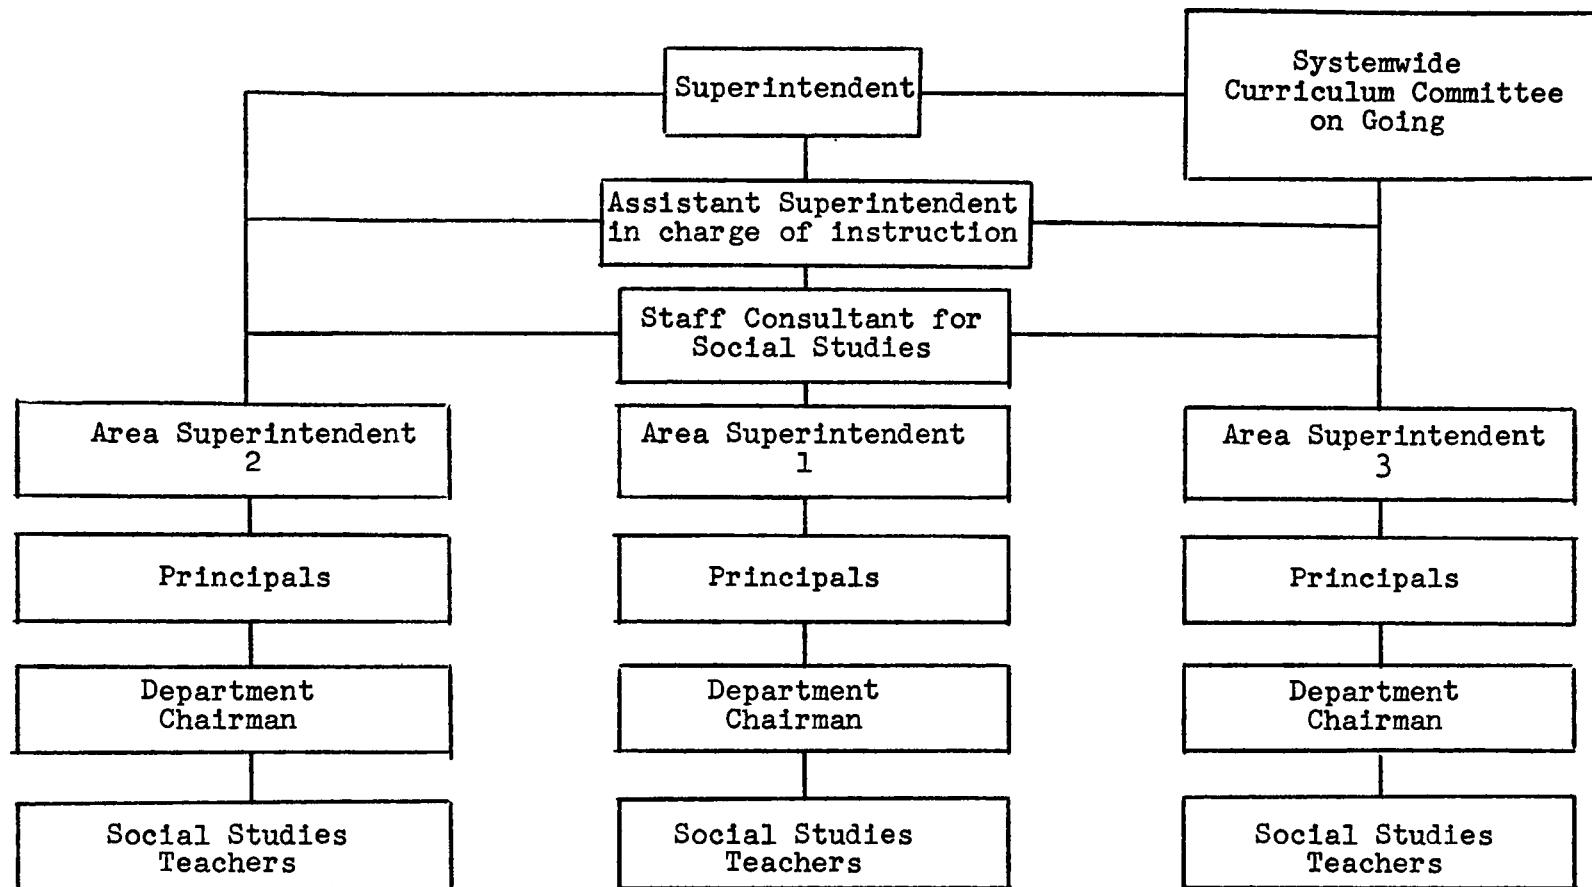 Superintendent
Systemwide
Curriculum Committee
on Going
Assistant Superintendent
in charge of instruction
Staff Consultant for
Social Studies
Area Superintendent
2
Area Superintendent
1
Area Superintendent
3
Principals
Principals
Principals
Department
Chairman
Department
Chairman
Department
Chairman
Social Studies
Teachers
Social Studies
Teachers
Social Studies
Teachers